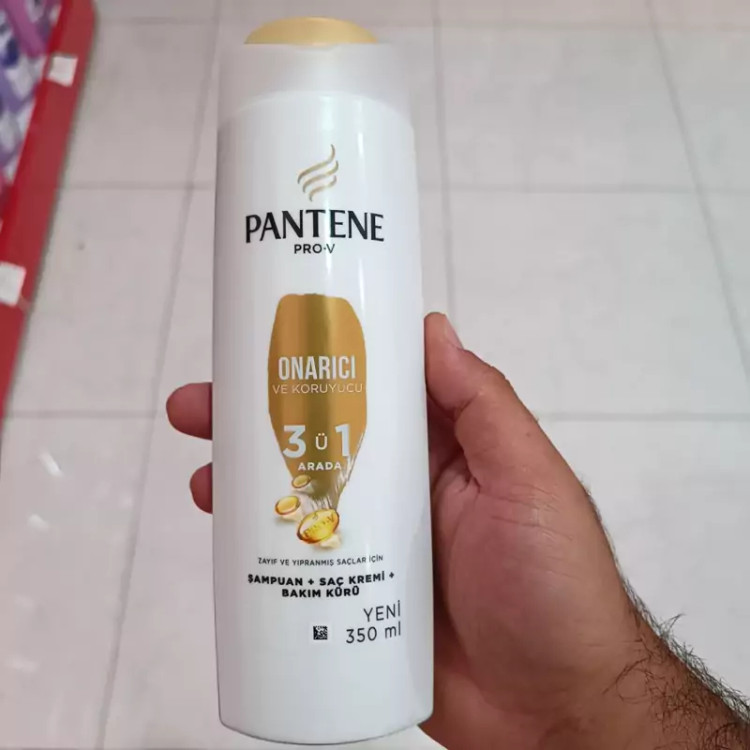 PANTENE
PRO-V
ONARICI
VE KORUYUCU
3 Ü 1
ARADA
ZAYIF VE YIPRANMIŞ SAÇLAR İÇİN
ŞAMPUAN + SAÇ KREMİ +
BAKIM KÜRÜ
YENİ
350 ml